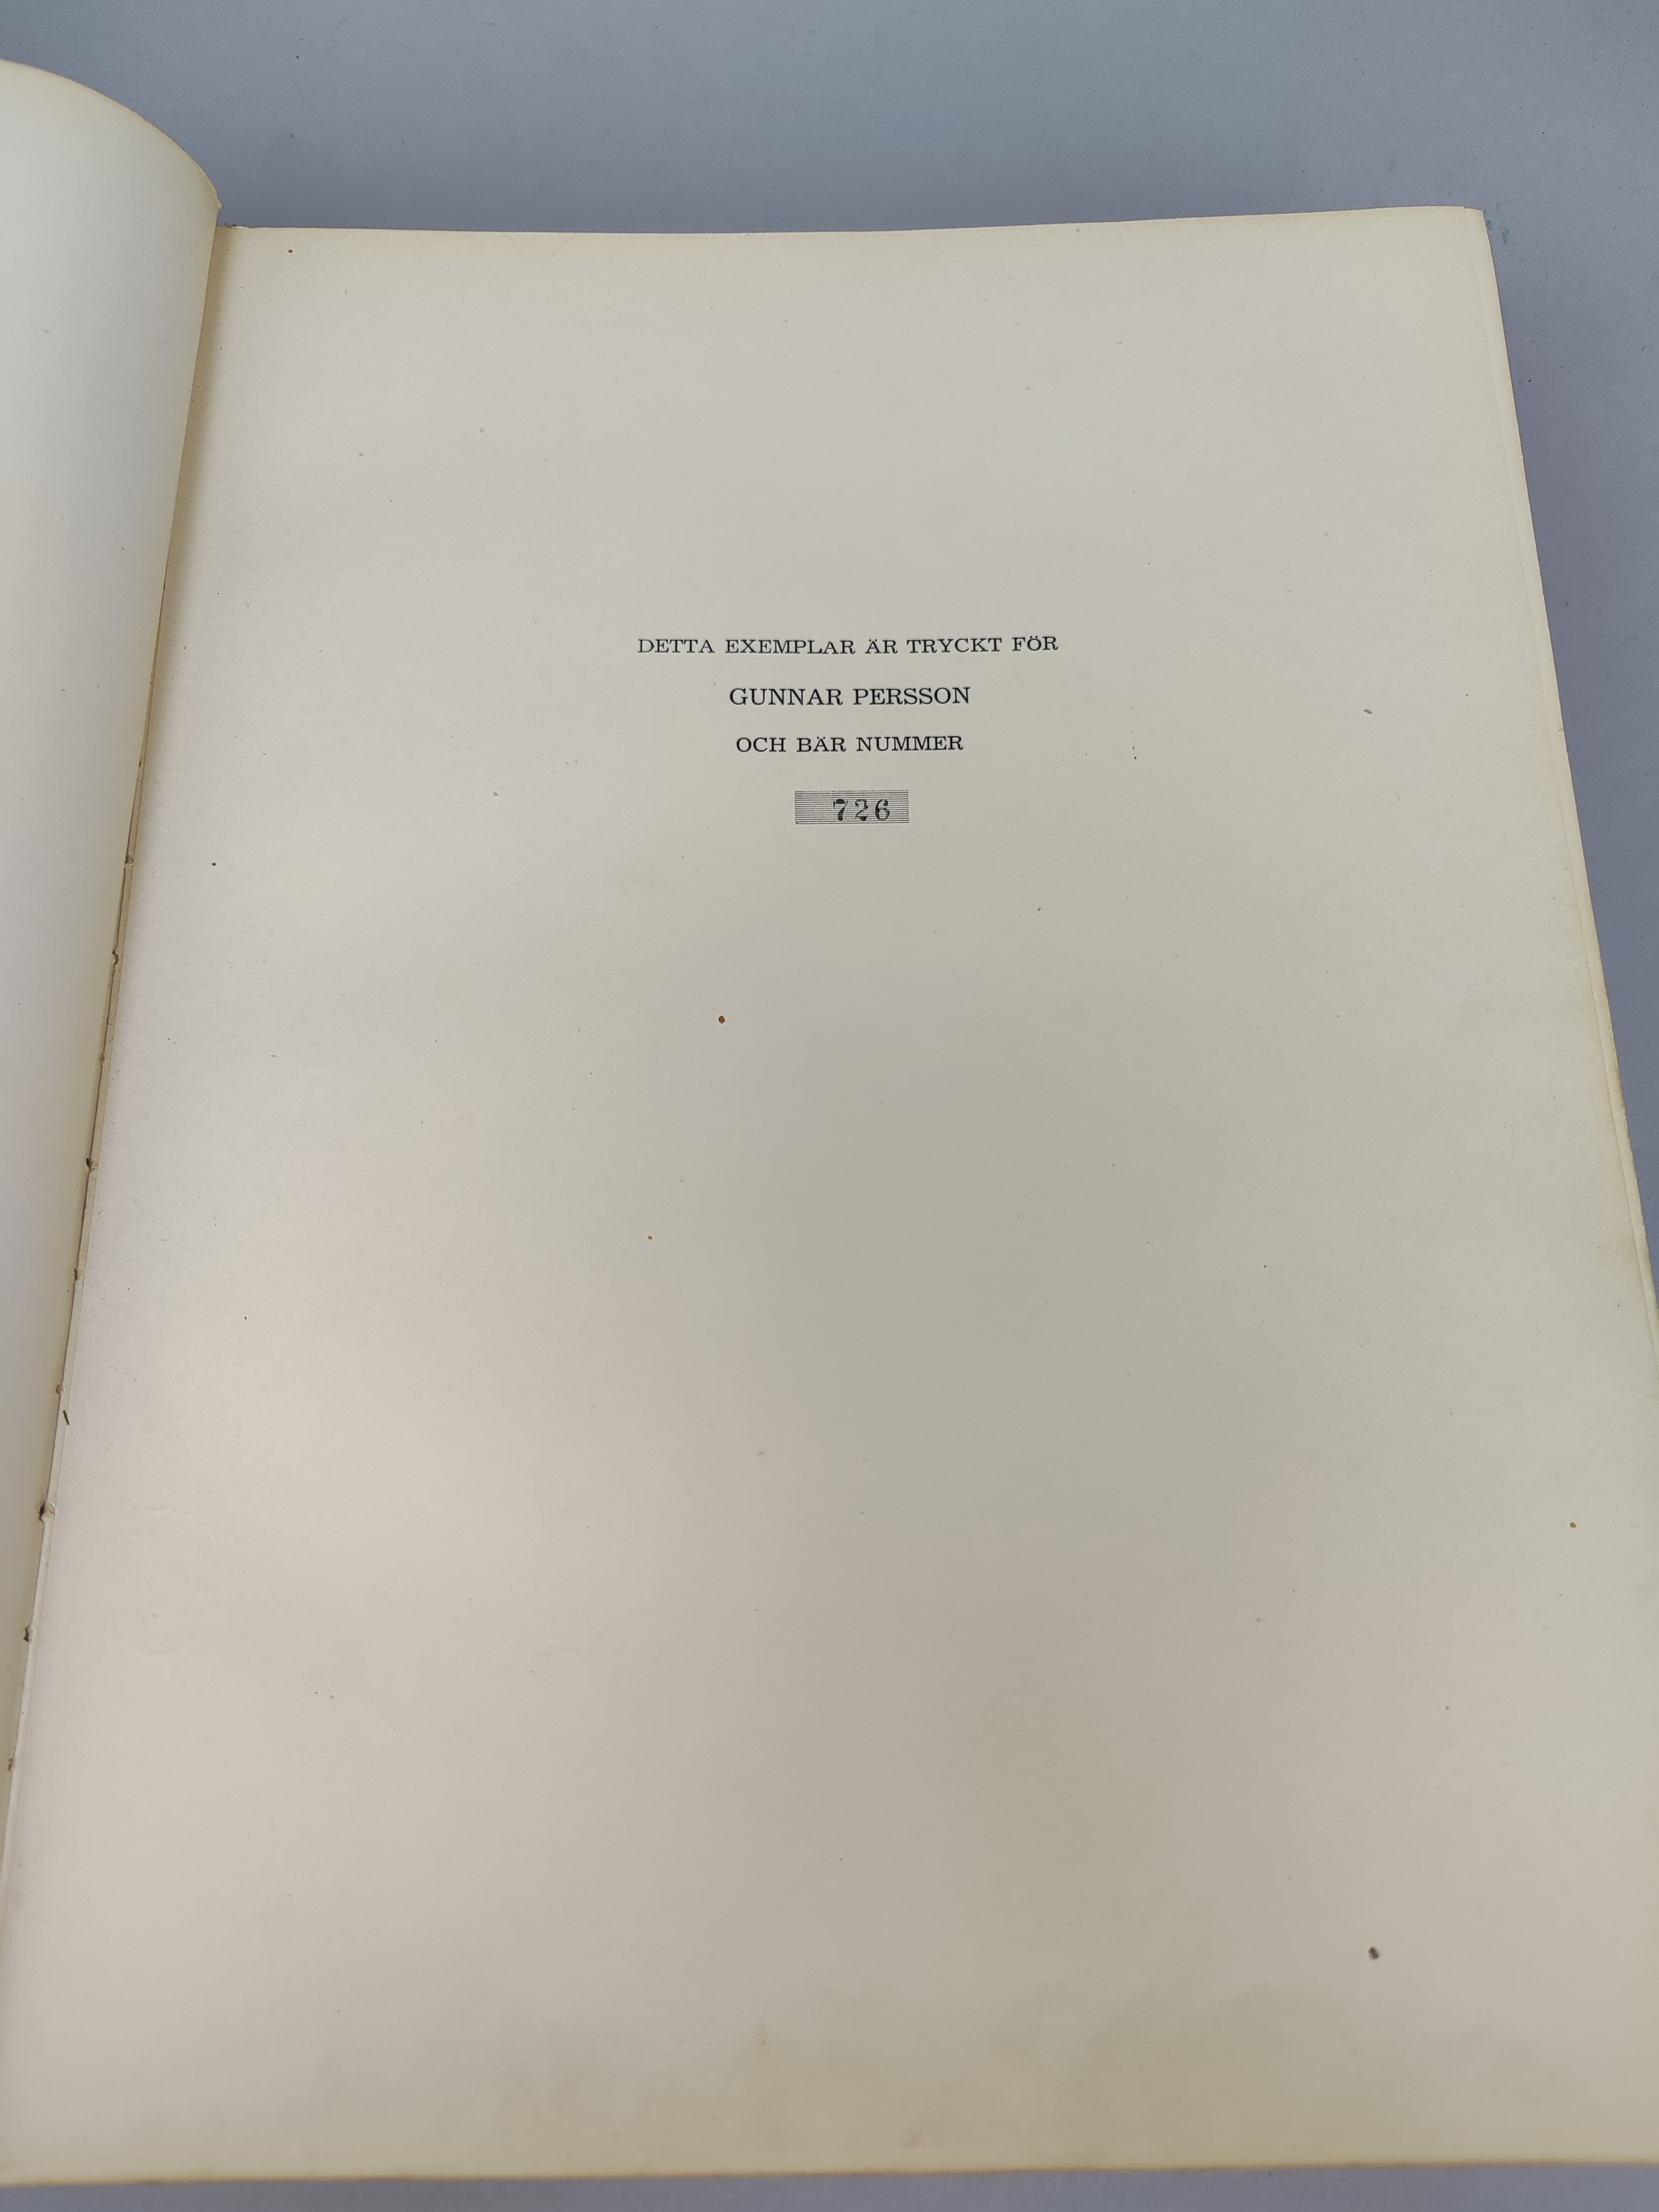 DETTA EXEMPLAR ÄR TRYCKT FÖR
GUNNAR PERSSON
OCH BÄR NUMMER
726